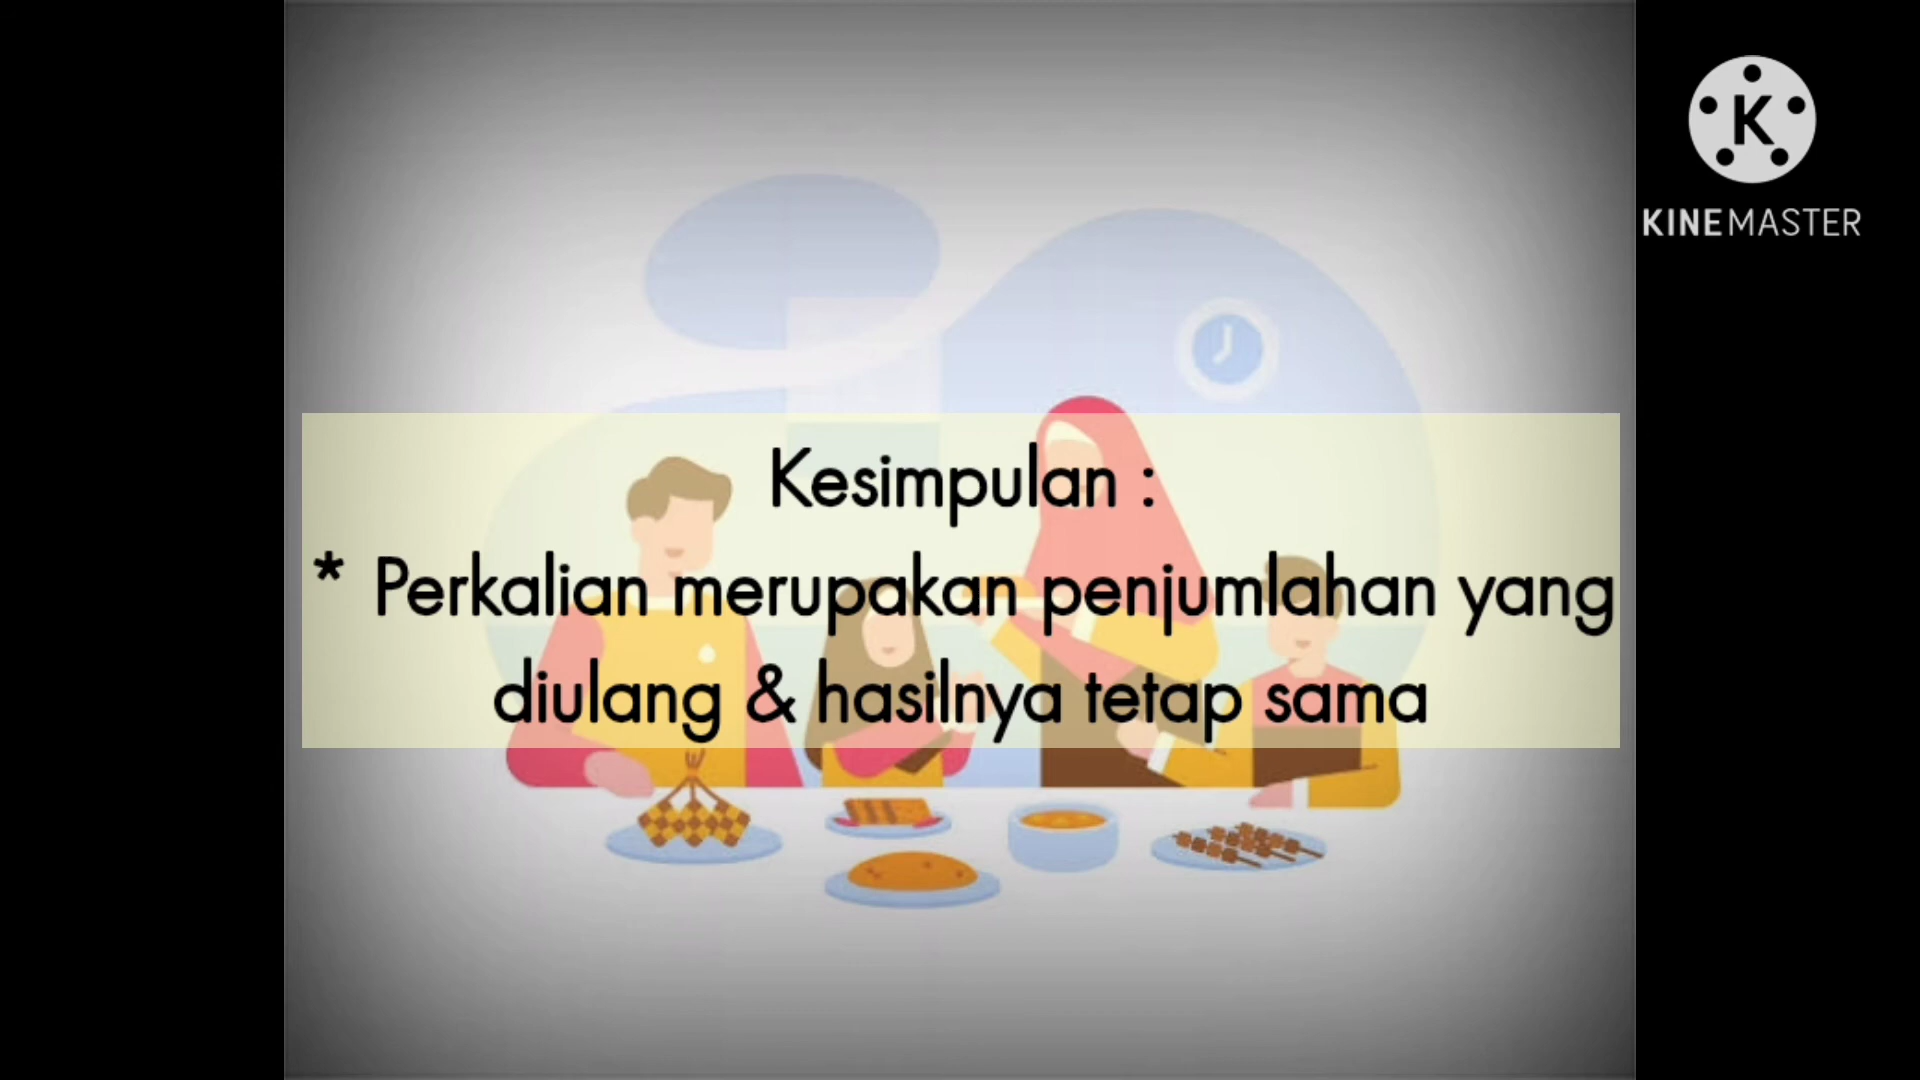 K
KINEMASTER
Kesimpulan :
* Perkalian merupakan penjumlahan yang
diulang & hasilnya tetap sama